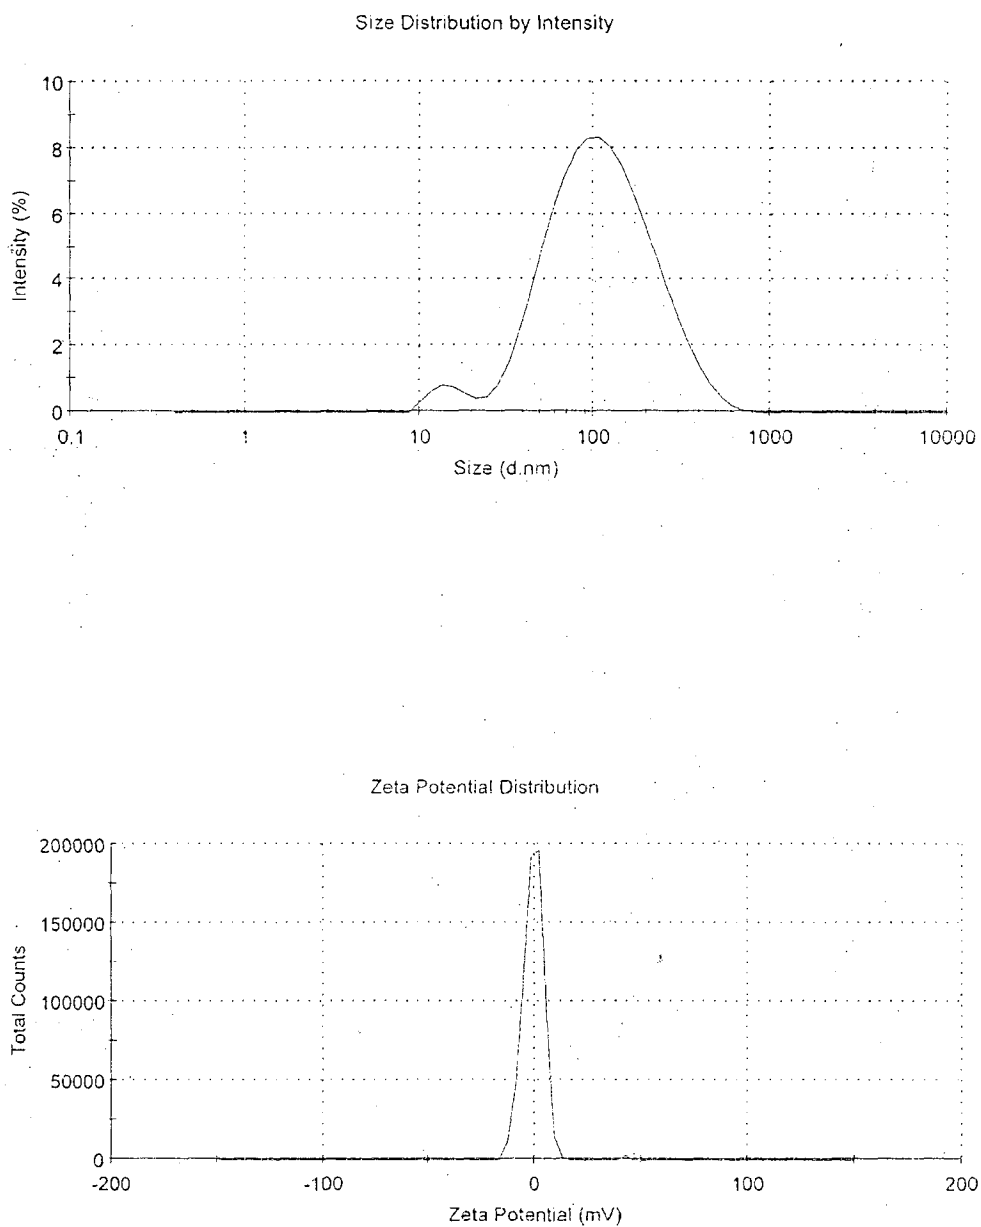 Size Distribution by Intensity
10
8
6
4
2
0
Intensity (%)
0.1 1 10 100 1000 10000
Size (d.nm)
Zeta Potential Distribution
200000
150000
100000
50000
0
Total Counts
-200 -100 0 100 200
Zeta Potential (mV)